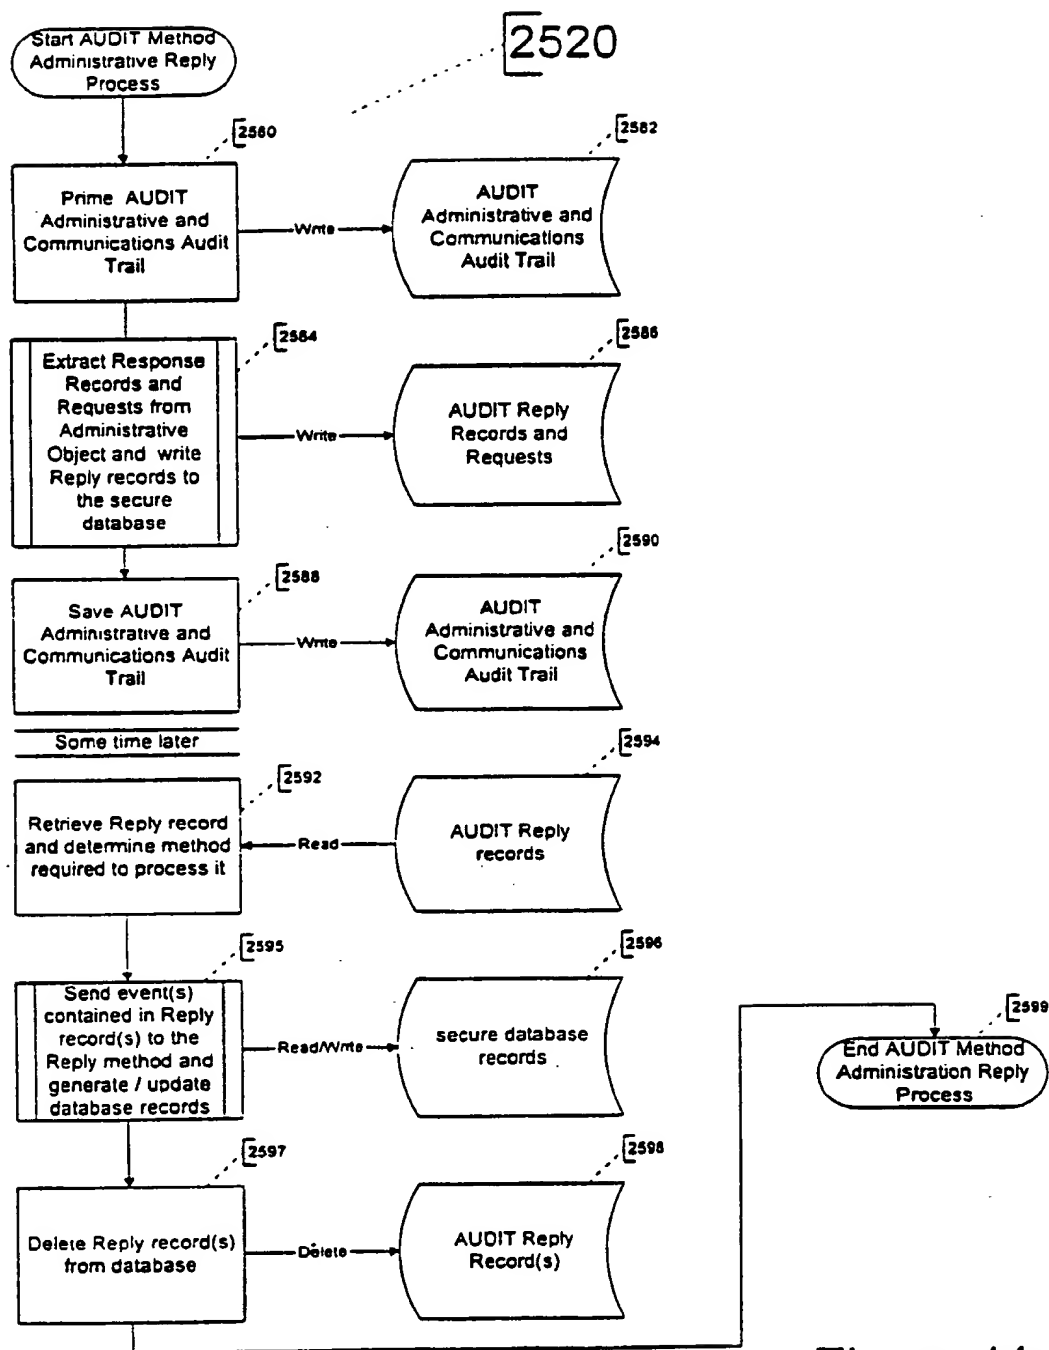 2520
Start AUDIT Method
Administrative Reply
Process
2580
Prime AUDIT
Administrative and
Communications Audit
Trail
Write
2582
AUDIT
Administrative and
Communications
Audit Trail
2584
Extract Response
Records and
Requests from
Administrative
Object and write
Reply records to
the secure
database
Write
2586
AUDIT Reply
Records and
Requests
2588
Save AUDIT
Administrative and
Communications Audit
Trail
Write
2590
AUDIT
Administrative and
Communications
Audit Trail
Some time later
2592
Retrieve Reply record
and determine method
required to process it
Read
2594
AUDIT Reply
records
2595
Send event(s)
contained in Reply
record(s) to the
Reply method and
generate / update
database records
Read/Write
2596
secure database
records
2597
Delete Reply record(s)
from database
Delete
2598
AUDIT Reply
Record(s)
2599
End AUDIT Method
Administration Reply
Process